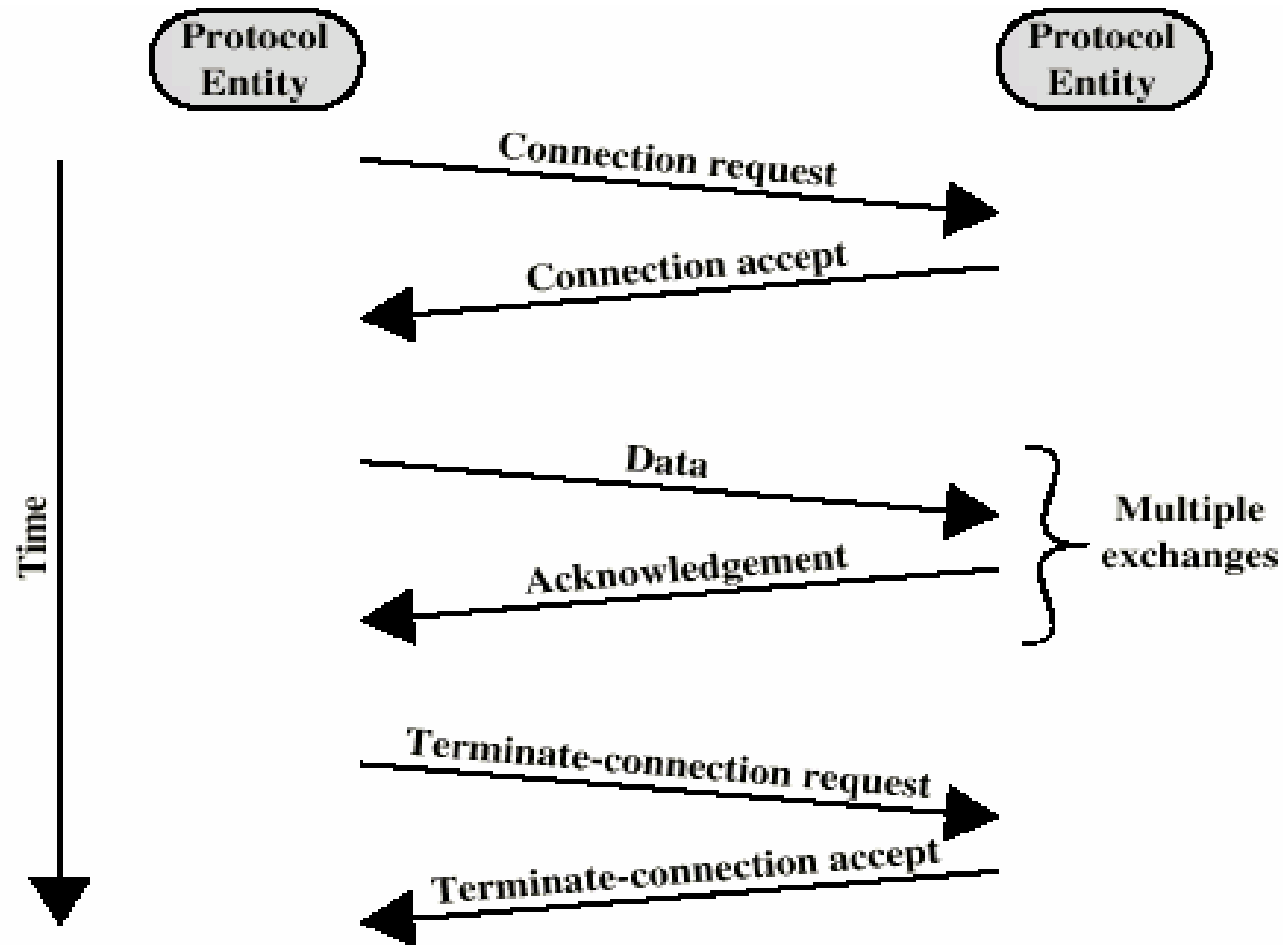 Protocol
Entity
Protocol
Entity
Connection request
Connection accept
Data
Acknowledgement
Multiple
exchanges
Time
Terminate-connection request
Terminate-connection accept